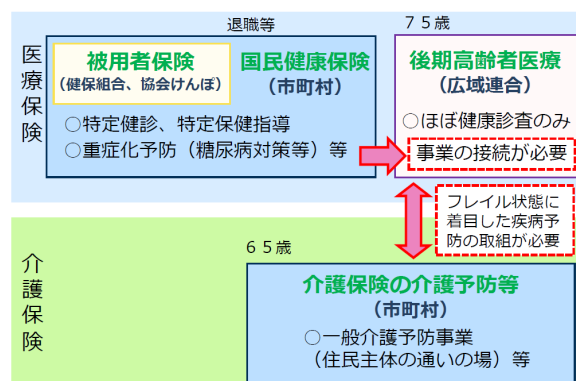 退職等
７５歳
医療保険
被用者保険
（健保組合、協会けんぽ）
国民健康保険
（市町村）
○特定健診、特定保健指導
○重症化予防（糖尿病対策等）等
後期高齢者医療
（広域連合）
○ほぼ健康診査のみ
事業の接続が必要
フレイル状態に
着目した疾病予
防の取組が必要
６５歳
介護保険
介護保険の介護予防等
（市町村）
○一般介護予防事業
（住民主体の通いの場）等